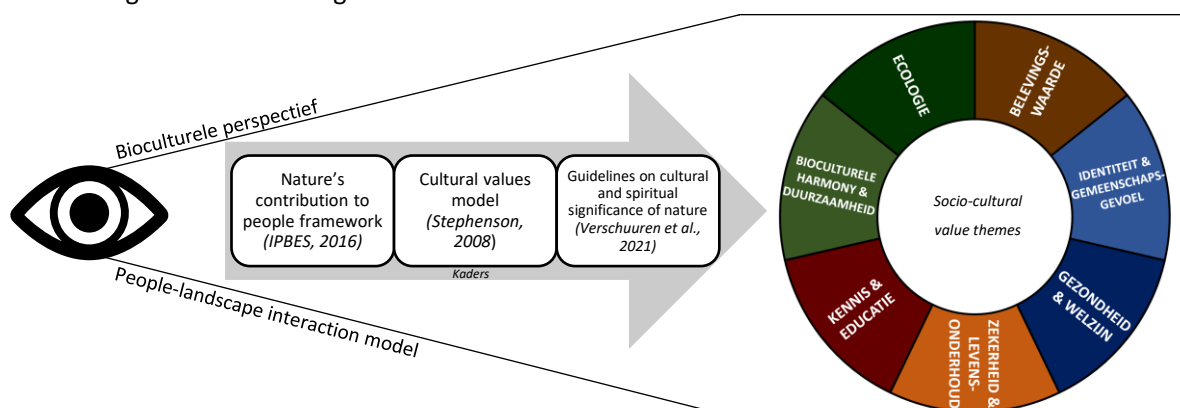 Bioculturele perspectief
People-landscape interaction model
Nature's
contribution to
people framework
(IPBES, 2016)
Cultural values
model
(Stephenson,
2008)
Guidelines on cultural
and spiritual
significance of nature
(Verschuuren et al.,
2021)
Kaders
ECOLOGIE
BELEVINGS-
WAARDE
IDENTITEIT &
GEMEENSCHAPS-
GEVOEL
GEZONDHEID
& WELZIJN
ZEKERHEID &
LEVENS-
ONDERHOUD
KENNIS &
EDUCATIE
BIOCULTURELE
HARMONY &
DUURZAAMHEID
Socio-cultural
value themes